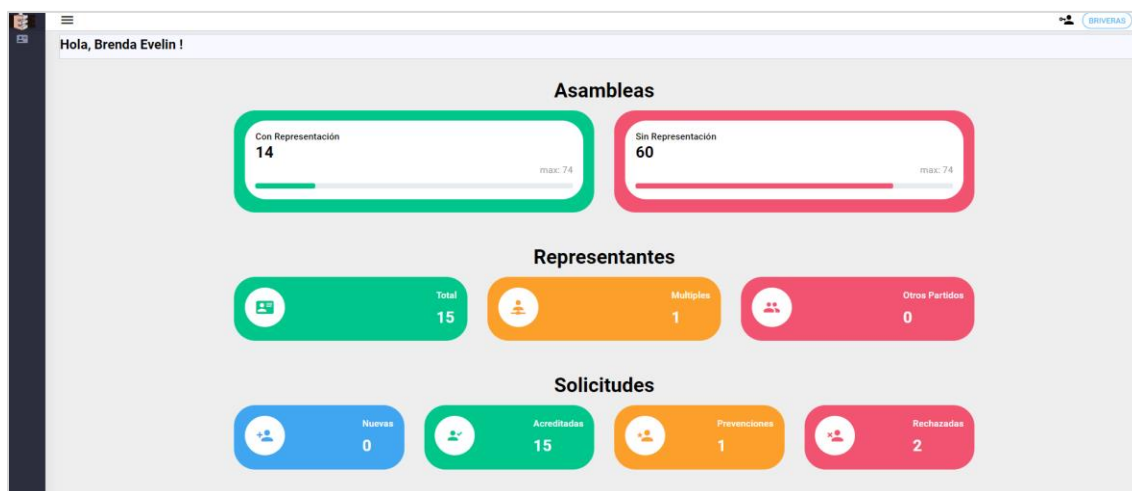 BRIVERAS
Hola, Brenda Evelin !
Asambleas
Con Representación
14
max: 74
Sin Representación
60
max: 74
Representantes
Total
15
Multiples
1
Otros Partidos
0
Solicitudes
Nuevas
0
Acreditadas
15
Prevenciones
1
Rechazadas
2